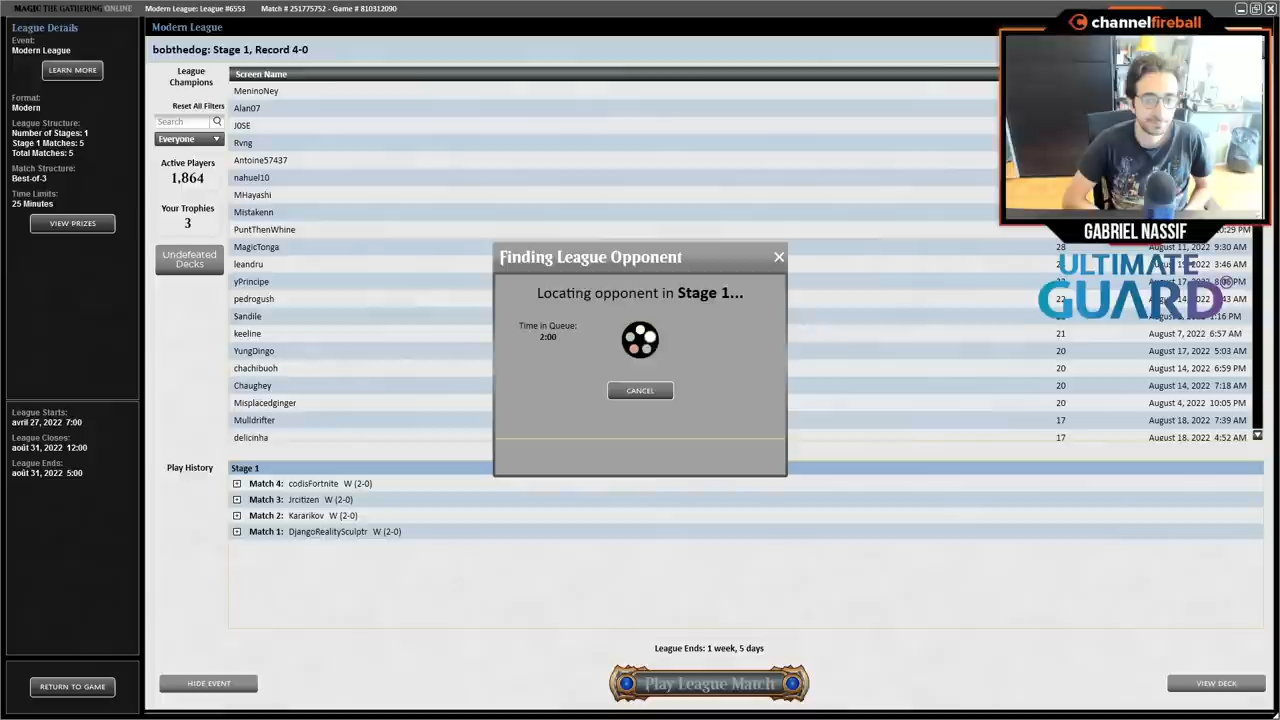 MAGIC THE GATHERING ONLINE
Modern League: League #6553
Match # 251775752 - Game # 810312090
League Details
Event:
Modern League
LEARN MORE
Format:
Modern
League Structure:
Number of Stages: 1
Stage 1 Matches: 5
Total Matches: 5
Match Structure:
Best-of-3
Time Limits:
25 Minutes
VIEW PRIZES
League Starts:
avril 27, 2022 7:00
League Closes:
août 31, 2022 12:00
League Ends:
août 31, 2022 5:00
RETURN TO GAME
Modern League
bobthedog: Stage 1, Record 4-0
League
Champions
Reset All Filters
Search
Everyone
Active Players
1,864
Your Trophies
3
Undefeated
Decks
Screen Name
MeninoNey
Alan07
J0SE
Rvng
Antoine57437
nahuel10
MHayashi
Mistakenn
PuntThenWhine
MagicTonga 28 August 11, 2022 9:30 AM
leandru
yPrincipe
pedrogush
Sandile
keeline 21 August 7, 2022 6:57 AM
YungDingo 20 August 17, 2022 5:03 AM
chachibuoh 20 August 14, 2022 6:59 PM
Chaughey 20 August 14, 2022 7:18 AM
Misplacedginger 20 August 4, 2022 10:05 PM
Mulldrifter 17 August 18, 2022 7:39 AM
delicinha 17 August 18, 2022 4:52 AM
Finding League Opponent
Locating opponent in Stage 1...
Time in Queue:
2:00
CANCEL
channelfireball
GABRIEL NASSIF
ULTIMATE
GUARD
Play History
Stage 1
Match 4: codisFortnite W (2-0)
Match 3: Jrcitizen W (2-0)
Match 2: Kararikov W (2-0)
Match 1: DjangoRealitySculptr W (2-0)
League Ends: 1 week, 5 days
HIDE EVENT
Play League Match
VIEW DECK